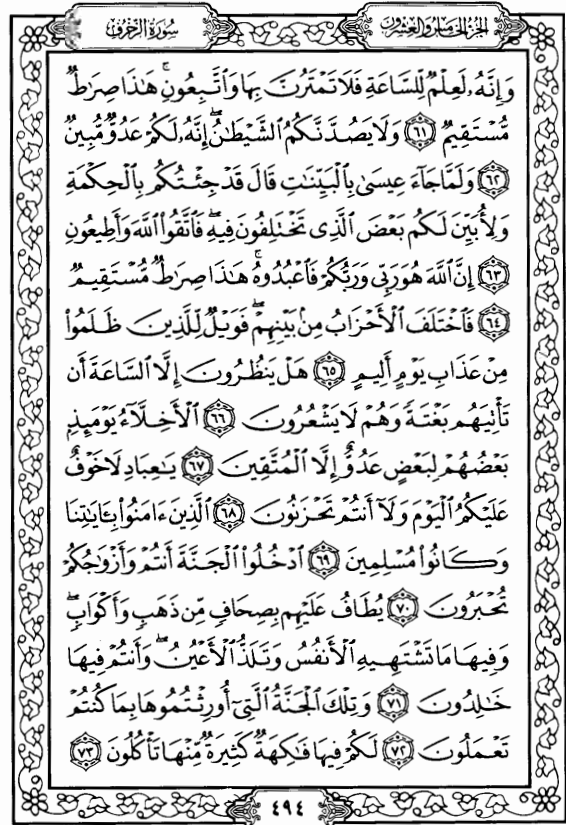 سورة الزخرف
الجزء الخامس والعشرون
وَإِنَّهُۥ لَعِلْمٌ لِّلسَّاعَةِ فَلَا تَمْتَرُنَّ بِهَا وَٱتَّبِعُونِ ۚ هَٰذَا صِرَٰطٌ
مُّسْتَقِيمٌ ٦١ وَلَا يَصُدَّنَّكُمُ ٱلشَّيْطَٰنُ ۖ إِنَّهُۥ لَكُمْ عَدُوٌّ مُّبِينٌ
٦٢ وَلَمَّا جَآءَ عِيسَىٰ بِٱلْبَيِّنَٰتِ قَالَ قَدْ جِئْتُكُم بِٱلْحِكْمَةِ
وَلِأُبَيِّنَ لَكُم بَعْضَ ٱلَّذِى تَخْتَلِفُونَ فِيهِ ۖ فَٱتَّقُوا۟ ٱللَّهَ وَأَطِيعُونِ
٦٣ إِنَّ ٱللَّهَ هُوَ رَبِّى وَرَبُّكُمْ فَٱعْبُدُوهُ ۚ هَٰذَا صِرَٰطٌ مُّسْتَقِيمٌ
٦٤ فَٱخْتَلَفَ ٱلْأَحْزَابُ مِنۢ بَيْنِهِمْ ۖ فَوَيْلٌ لِّلَّذِينَ ظَلَمُوا۟
مِنْ عَذَابِ يَوْمٍ أَلِيمٍ ٦٥ هَلْ يَنظُرُونَ إِلَّا ٱلسَّاعَةَ أَن
تَأْتِيَهُم بَغْتَةً وَهُمْ لَا يَشْعُرُونَ ٦٦ ٱلْأَخِلَّآءُ يَوْمَئِذٍۭ
بَعْضُهُمْ لِبَعْضٍ عَدُوٌّ إِلَّا ٱلْمُتَّقِينَ ٦٧ يَٰعِبَادِ لَا خَوْفٌ
عَلَيْكُمُ ٱلْيَوْمَ وَلَآ أَنتُمْ تَحْزَنُونَ ٦٨ ٱلَّذِينَ ءَامَنُوا۟ بِـَٔايَٰتِنَا
وَكَانُوا۟ مُسْلِمِينَ ٦٩ ٱدْخُلُوا۟ ٱلْجَنَّةَ أَنتُمْ وَأَزْوَٰجُكُمْ
تُحْبَرُونَ ٧٠ يُطَافُ عَلَيْهِم بِصِحَافٍ مِّن ذَهَبٍ وَأَكْوَابٍ ۖ
وَفِيهَا مَا تَشْتَهِيهِ ٱلْأَنفُسُ وَتَلَذُّ ٱلْأَعْيُنُ ۖ وَأَنتُمْ فِيهَا
خَٰلِدُونَ ٧١ وَتِلْكَ ٱلْجَنَّةُ ٱلَّتِىٓ أُورِثْتُمُوهَا بِمَا كُنتُمْ
تَعْمَلُونَ ٧٢ لَكُمْ فِيهَا فَٰكِهَةٌ كَثِيرَةٌ مِّنْهَا تَأْكُلُونَ ٧٣
٤٩٤